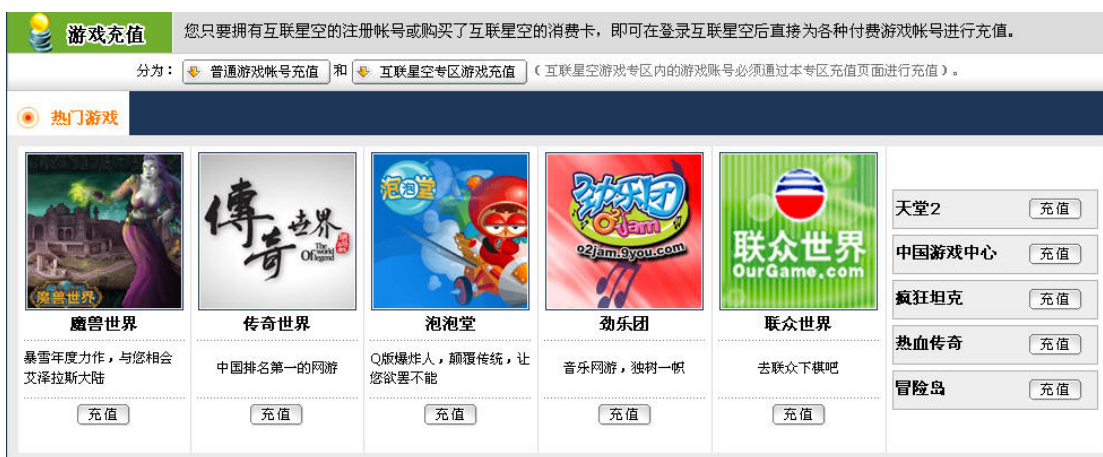 游戏充值
您只要拥有互联星空的注册帐号或购买了互联星空的消费卡，即可在登录互联星空后直接为各种付费游戏帐号进行充值。
分为： 普通游戏帐号充值 和 互联星空专区游戏充值 （互联星空游戏专区内的游戏账号必须通过本专区充值页面进行充值）。
热门游戏
魔兽世界
傳奇世界
The world Of legend
泡泡堂
劲乐团
O2Jam
o2jam.9you.com
联众世界
OurGame.com
魔兽世界
暴雪年度力作，与您相会
艾泽拉斯大陆
充值
传奇世界
中国排名第一的网游
充值
泡泡堂
Q版爆炸人，颠覆传统，让
您欲罢不能
充值
劲乐团
音乐网游，独树一帜
充值
联众世界
去联众下棋吧
充值
天堂2 充值
中国游戏中心 充值
疯狂坦克 充值
热血传奇 充值
冒险岛 充值